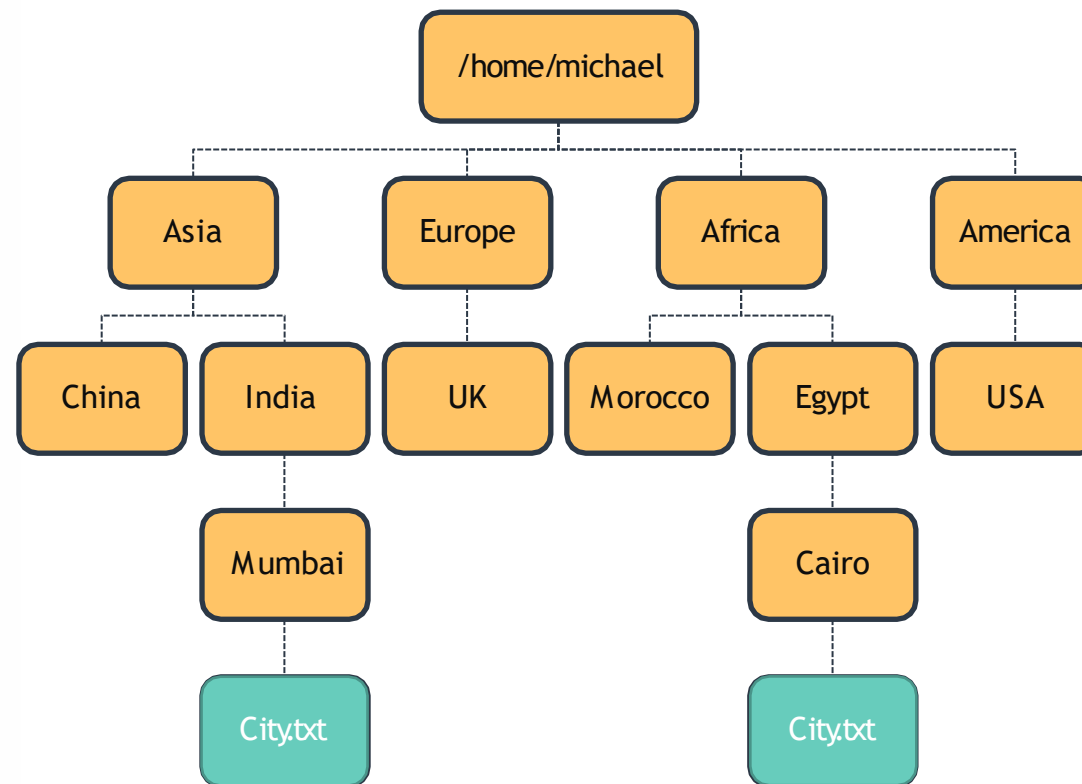 /home/michael
Asia
Europe
Africa
America
China
India
UK
Morocco
Egypt
USA
Mumbai
Cairo
City.txt
City.txt